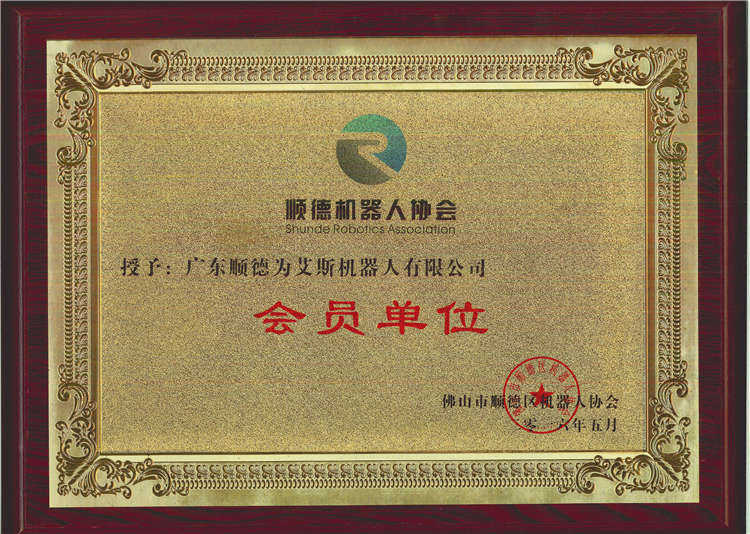 顺德机器人协会
Shunde Robotics Association
授予：广东顺德为艾斯机器人有限公司
会员单位
佛山市顺德区机器人协会
二零一六年五月